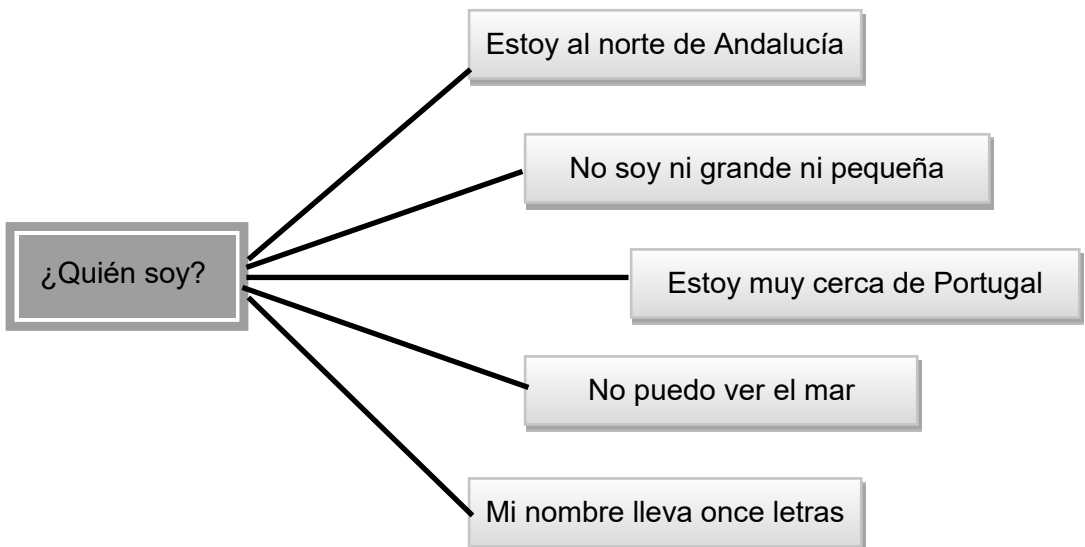 Estoy al norte de Andalucía
No soy ni grande ni pequeña
¿Quién soy?
Estoy muy cerca de Portugal
No puedo ver el mar
Mi nombre lleva once letras